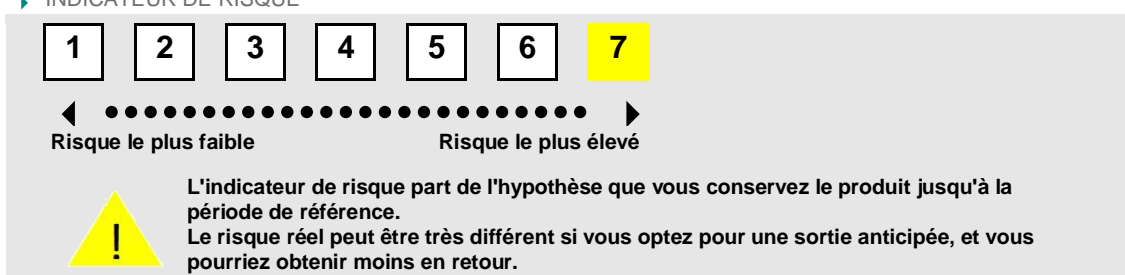 INDICATEUR DE RISQUE
1 2 3 4 5 6 7
Risque le plus faible Risque le plus élevé
L'indicateur de risque part de l'hypothèse que vous conservez le produit jusqu'à la
période de référence.
!
Le risque réel peut être très différent si vous optez pour une sortie anticipée, et vous
pourriez obtenir moins en retour.